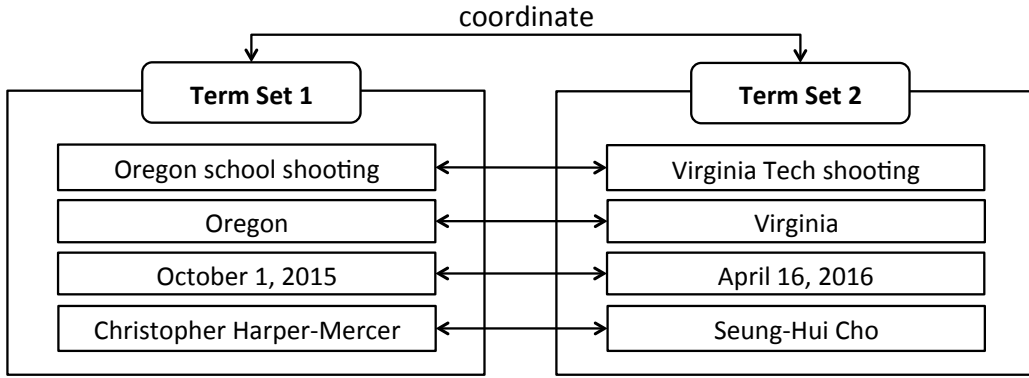 coordinate
Term Set 1
Term Set 2
Oregon school shooting
Virginia Tech shooting
Oregon
Virginia
October 1, 2015
April 16, 2016
Christopher Harper-Mercer
Seung-Hui Cho